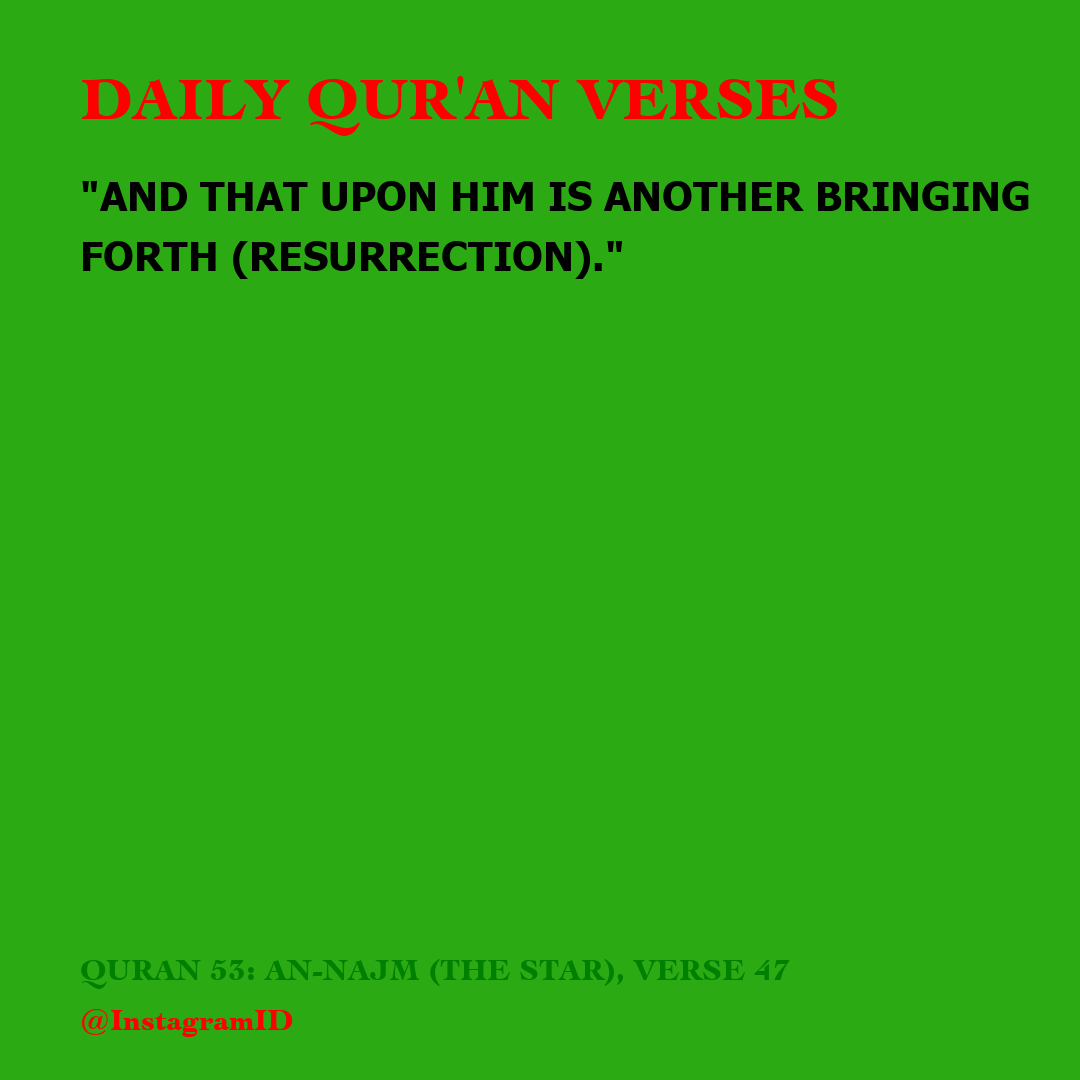 DAILY QUR'AN VERSES
"AND THAT UPON HIM IS ANOTHER BRINGING
FORTH (RESURRECTION)."
QURAN 53: AN-NAJM (THE STAR), VERSE 47
@InstagramID